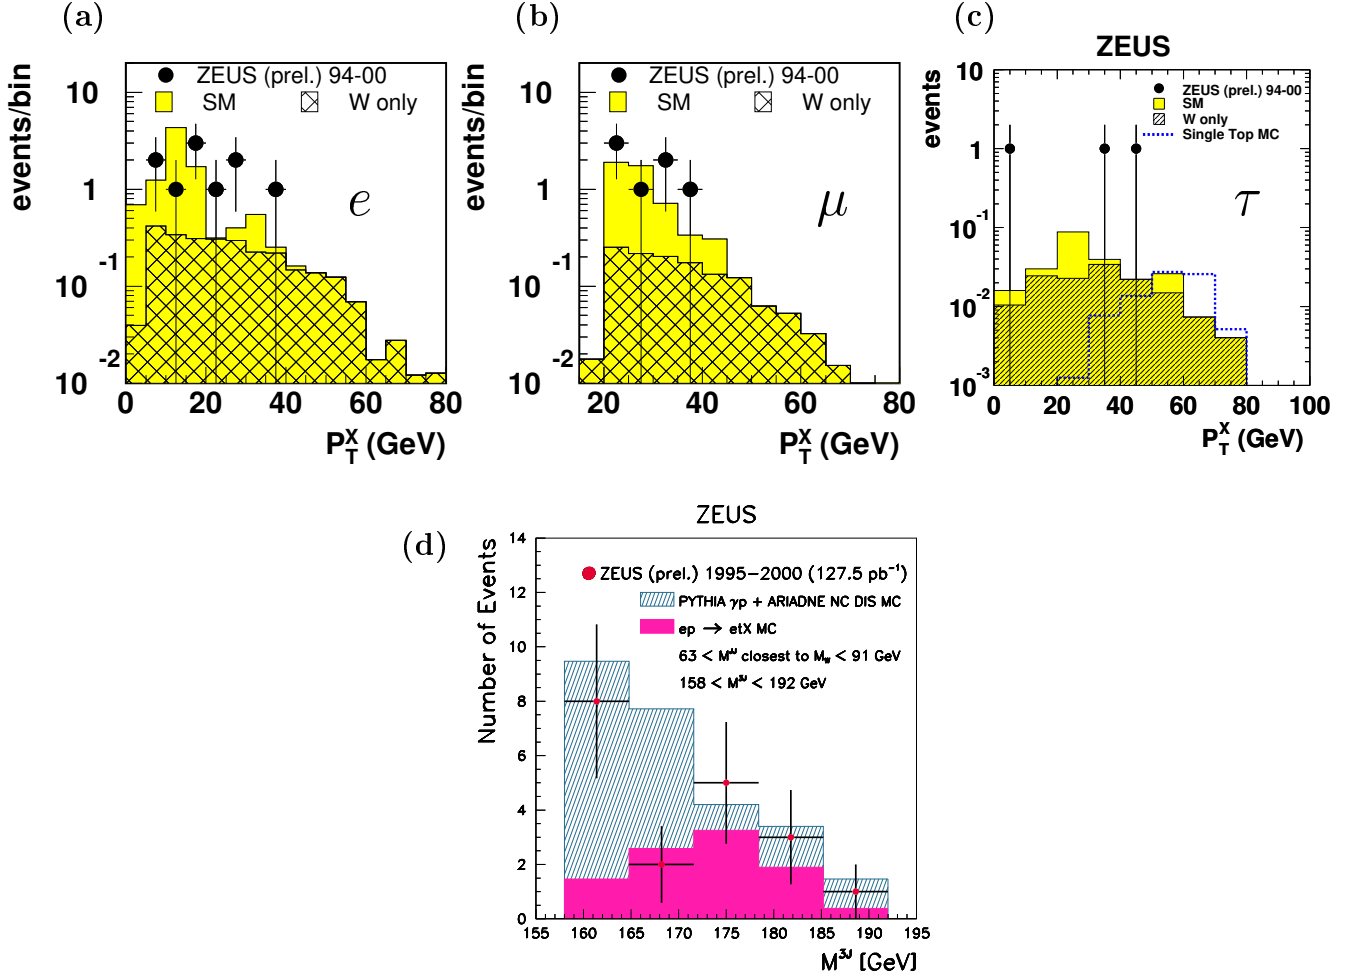 (a)
events/bin
ZEUS (prel.) 94-00
SM
W only
e
10
1
10
-1
10
-2
0
20
40
60
80
P_T^X (GeV)
(b)
events/bin
ZEUS (prel.) 94-00
SM
W only
μ
10
1
10
-1
10
-2
20
40
60
80
P_T^X (GeV)
(c)
ZEUS
events
ZEUS (prel.) 94-00
SM
W only
Single Top MC
τ
10
1
10
-1
10
-2
10
-3
0
20
40
60
80
100
P_T^X (GeV)
(d)
ZEUS
Number of Events
ZEUS (prel.) 1995-2000 (127.5 pb⁻¹)
PYTHIA γp + ARIADNE NC DIS MC
ep → etX MC
63 < M^{JJ} closest to M_W < 91 GeV
158 < M^{3J} < 192 GeV
14
12
10
8
6
4
2
0
155
160
165
170
175
180
185
190
195
M^{3J} [GeV]